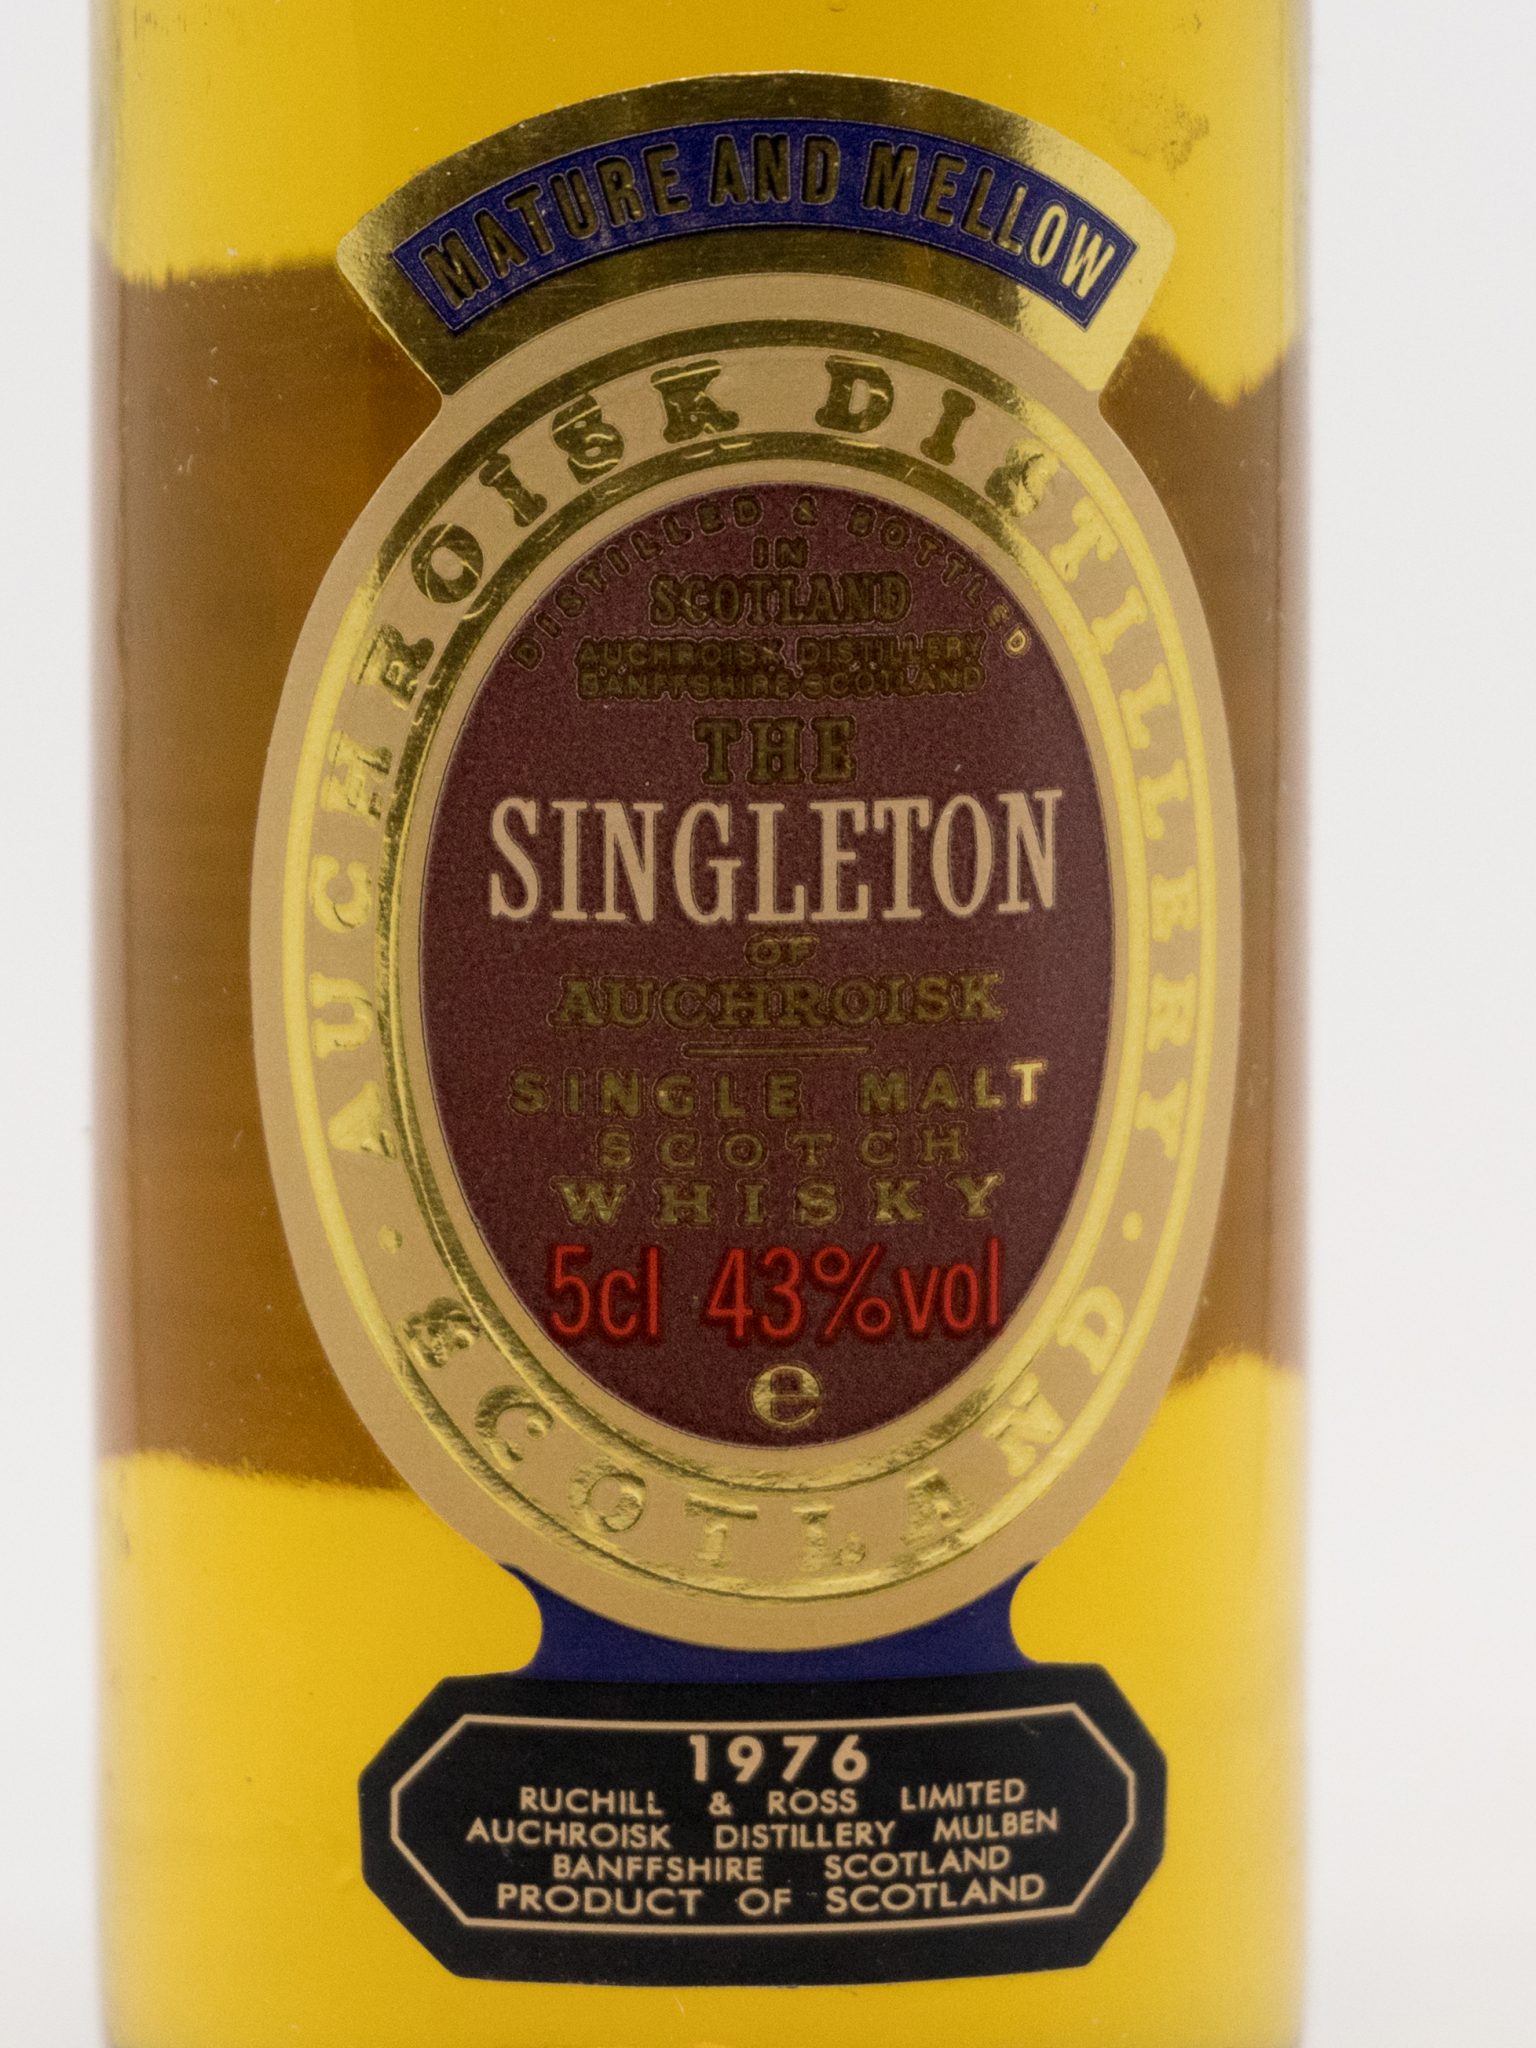 MATURE AND MELLOW
AUCHROISK DISTILLERY
DISTILLED & BOTTLED
IN
SCOTLAND
AUCHROISK DISTILLERY
BANFFSHIRE SCOTLAND
THE
SINGLETON
OF
AUCHROISK
SINGLE MALT
SCOTCH
WHISKY
5cl 43%vol
e
· SCOTLAND ·
1976
RUCHILL & ROSS LIMITED
AUCHROISK DISTILLERY MULBEN
BANFFSHIRE SCOTLAND
PRODUCT OF SCOTLAND